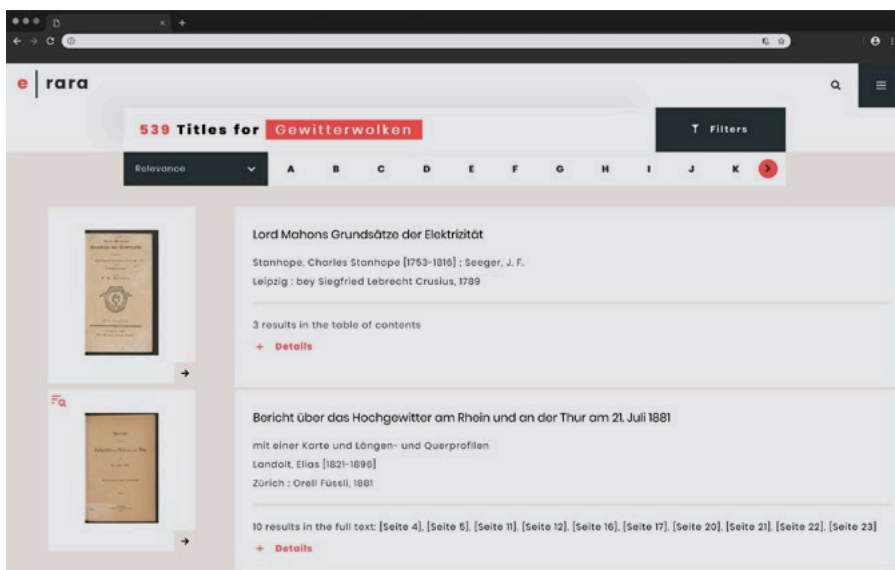 e rara
539 Titles for Gewitterwolken
Filters
Relevance A B C D E F G H I J K
Lord Mahons Grundsätze der Elektrizität
Stanhope, Charles Stanhope [1753-1816] ; Seeger, J. F.
Leipzig : bey Siegfried Lebrecht Crusius, 1789
3 results in the table of contents
+ Details
Bericht über das Hochgewitter am Rhein und an der Thur am 21. Juli 1881
mit einer Karte und Längen- und Querprofilen
Landolt, Elias [1821-1896]
Zürich : Orell Füssli, 1881
10 results in the full text: [Seite 4], [Seite 5], [Seite 11], [Seite 12], [Seite 16], [Seite 17], [Seite 20], [Seite 21], [Seite 22], [Seite 23]
+ Details